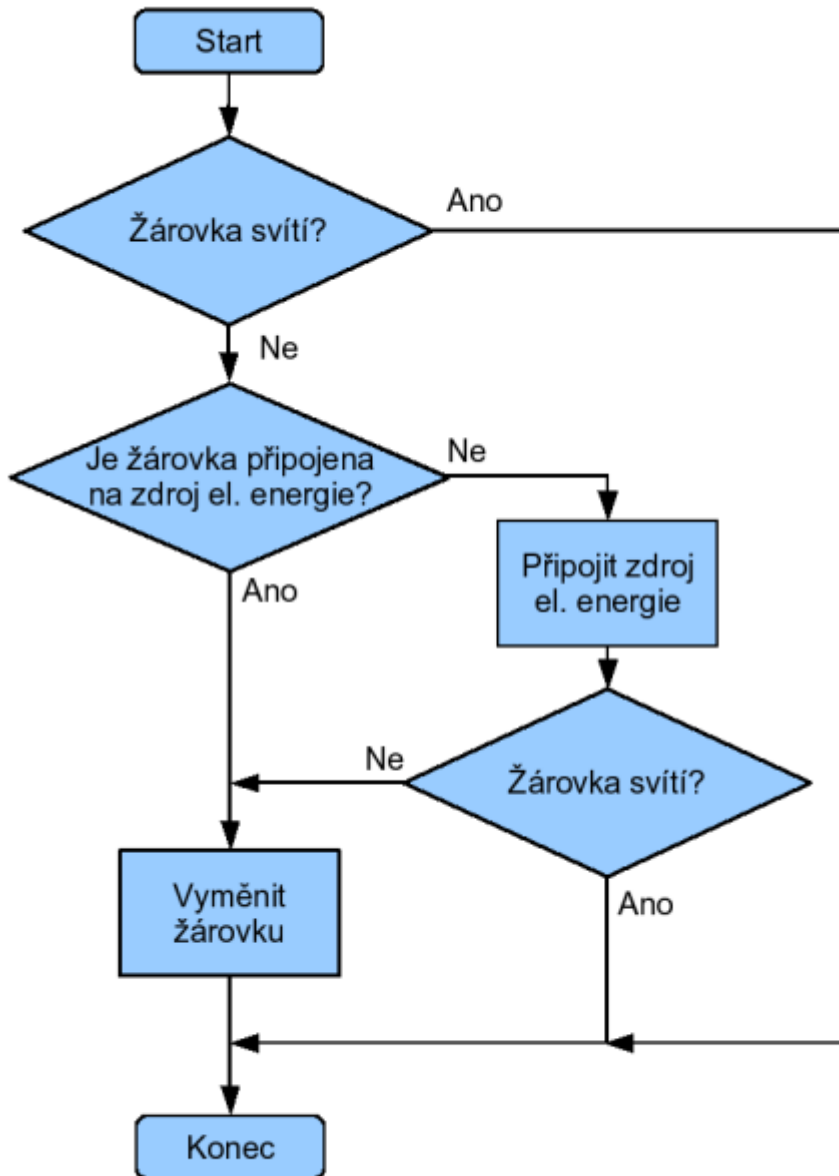 Start
Žárovka svítí?
Ano
Ne
Je žárovka připojena
na zdroj el. energie?
Ne
Ano
Připojit zdroj
el. energie
Žárovka svítí?
Ne
Ano
Vyměnit
žárovku
Konec